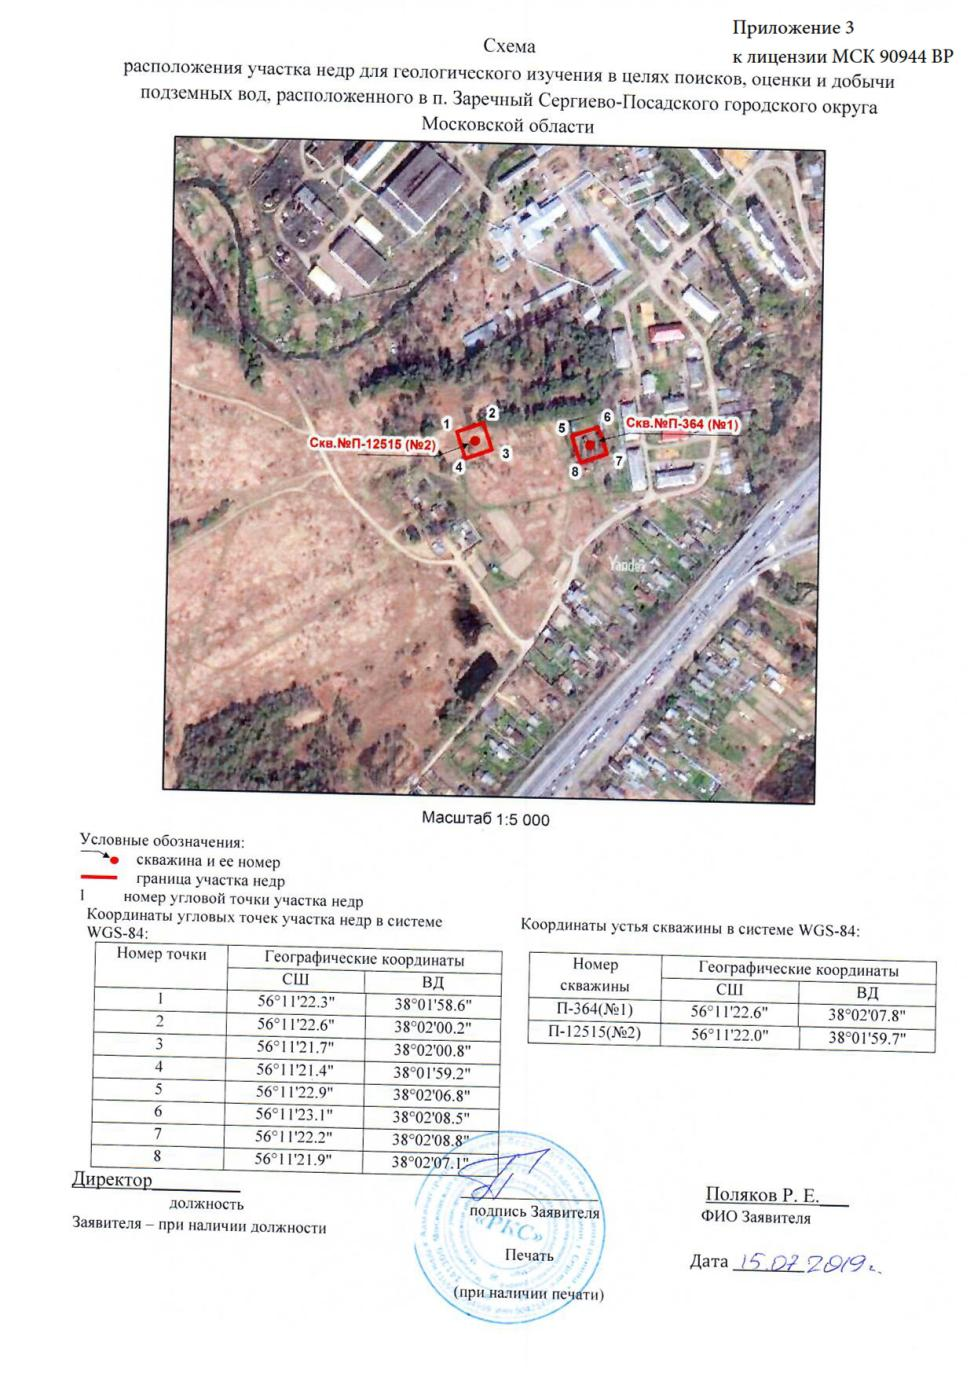 Приложение 3
к лицензии МСК 90944 ВР
Схема
расположения участка недр для геологического изучения в целях поисков, оценки и добычи
подземных вод, расположенного в п. Заречный Сергиево-Посадского городского округа
Московской области
1
2
Скв.№П-12515 (№2)
3
4
5
6
Скв.№П-364 (№1)
7
8
Yandex
Масштаб 1:5 000
Условные обозначения:
скважина и ее номер
граница участка недр
1 номер угловой точки участка недр
Координаты угловых точек участка недр в системе
WGS-84:
Номер точки Географические координаты
СШ ВД
1 56°11'22.3" 38°01'58.6"
2 56°11'22.6" 38°02'00.2"
3 56°11'21.7" 38°02'00.8"
4 56°11'21.4" 38°01'59.2"
5 56°11'22.9" 38°02'06.8"
6 56°11'23.1" 38°02'08.5"
7 56°11'22.2" 38°02'08.8"
8 56°11'21.9" 38°02'07.1"
Координаты устья скважины в системе WGS-84:
Номер скважины Географические координаты
СШ ВД
П-364(№1) 56°11'22.6" 38°02'07.8"
П-12515(№2) 56°11'22.0" 38°01'59.7"
Директор
должность
Заявителя – при наличии должности
подпись Заявителя
«РКС»
Печать
(при наличии печати)
Поляков Р. Е.
ФИО Заявителя
Дата 15.07.2019г.